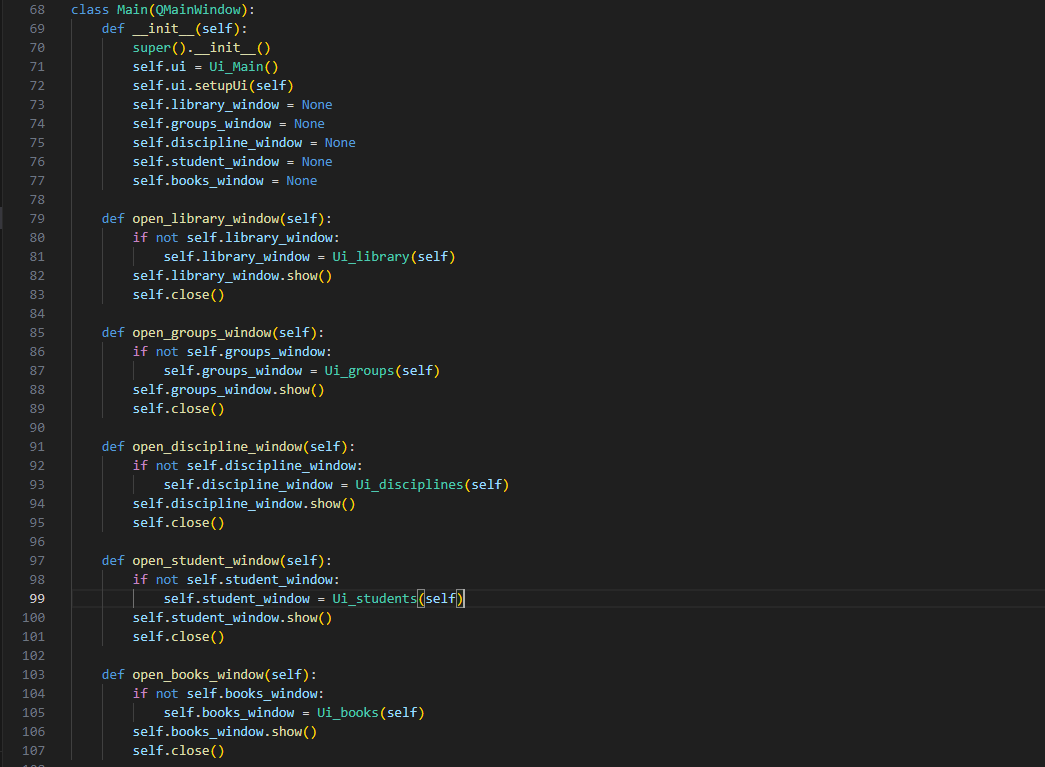 68 class Main(QMainWindow):
69     def __init__(self):
70         super().__init__()
71         self.ui = Ui_Main()
72         self.ui.setupUi(self)
73         self.library_window = None
74         self.groups_window = None
75         self.discipline_window = None
76         self.student_window = None
77         self.books_window = None
78
79     def open_library_window(self):
80         if not self.library_window:
81             self.library_window = Ui_library(self)
82         self.library_window.show()
83         self.close()
84
85     def open_groups_window(self):
86         if not self.groups_window:
87             self.groups_window = Ui_groups(self)
88         self.groups_window.show()
89         self.close()
90
91     def open_discipline_window(self):
92         if not self.discipline_window:
93             self.discipline_window = Ui_disciplines(self)
94         self.discipline_window.show()
95         self.close()
96
97     def open_student_window(self):
98         if not self.student_window:
99             self.student_window = Ui_students(self)
100         self.student_window.show()
101         self.close()
102
103     def open_books_window(self):
104         if not self.books_window:
105             self.books_window = Ui_books(self)
106         self.books_window.show()
107         self.close()